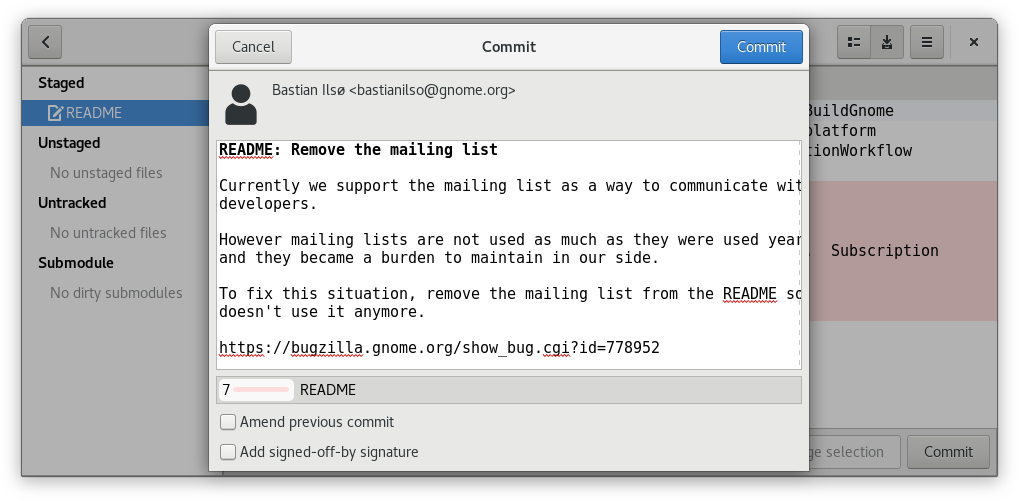 Cancel
Commit
Commit
Staged
README
Unstaged
No unstaged files
Untracked
No untracked files
Submodule
No dirty submodules
Bastian Ilsø <bastianilso@gnome.org>
README: Remove the mailing list
Currently we support the mailing list as a way to communicate wit
developers.
However mailing lists are not used as much as they were used year
and they became a burden to maintain in our side.
To fix this situation, remove the mailing list from the README so
doesn't use it anymore.
https://bugzilla.gnome.org/show_bug.cgi?id=778952
7 README
Amend previous commit
Add signed-off-by signature
BuildGnome
platform
ionWorkflow
Subscription
selection
Commit